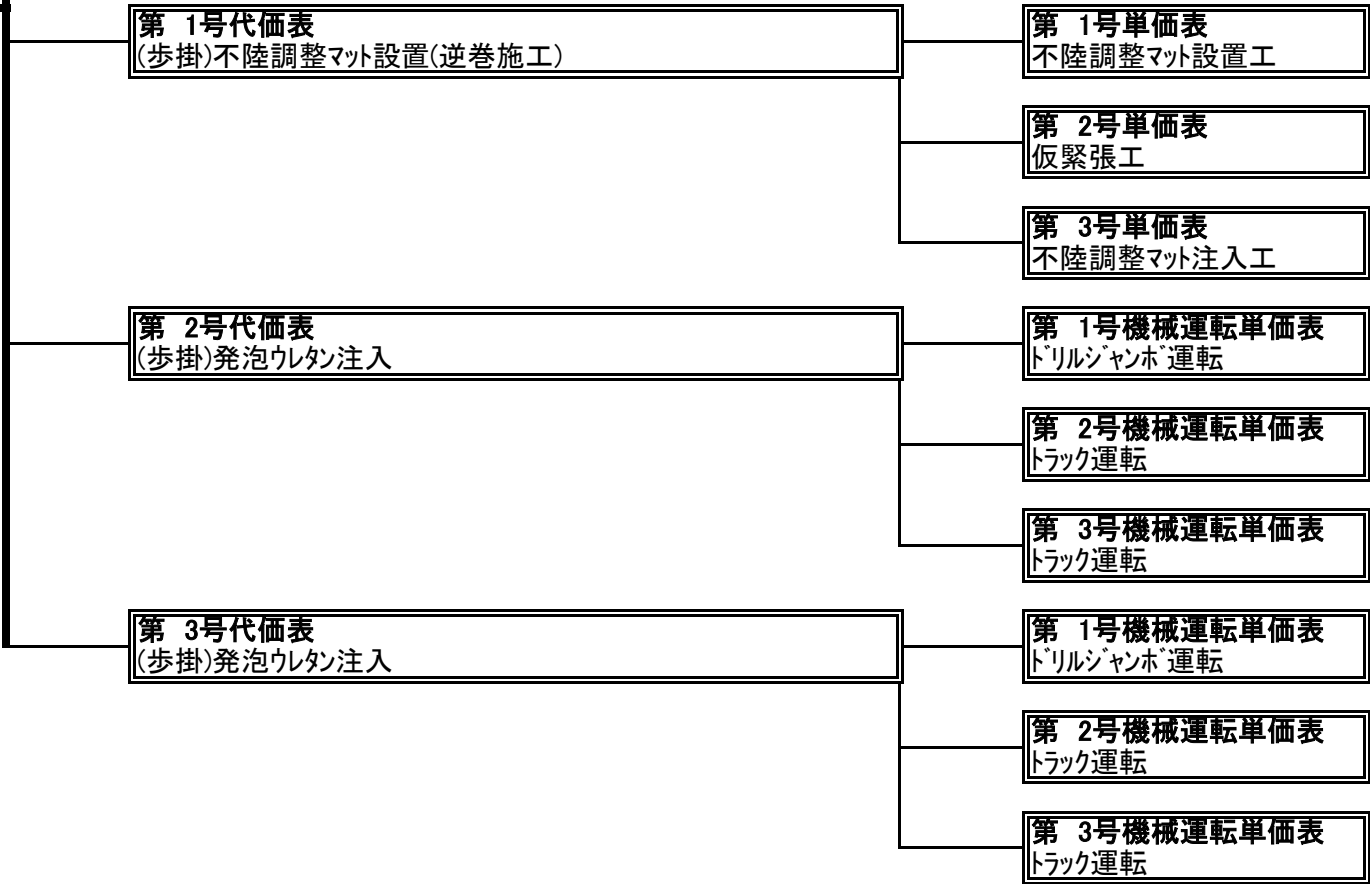 第　1号代価表
(歩掛)不陸調整ﾏｯﾄ設置(逆巻施工)
第　1号単価表
不陸調整ﾏｯﾄ設置工
第　2号単価表
仮緊張工
第　3号単価表
不陸調整ﾏｯﾄ注入工
第　2号代価表
(歩掛)発泡ｳﾚﾀﾝ注入
第　1号機械運転単価表
ﾄﾞﾘﾙｼﾞｬﾝﾎﾞ運転
第　2号機械運転単価表
ﾄﾗｯｸ運転
第　3号機械運転単価表
ﾄﾗｯｸ運転
第　3号代価表
(歩掛)発泡ｳﾚﾀﾝ注入
第　1号機械運転単価表
ﾄﾞﾘﾙｼﾞｬﾝﾎﾞ運転
第　2号機械運転単価表
ﾄﾗｯｸ運転
第　3号機械運転単価表
ﾄﾗｯｸ運転